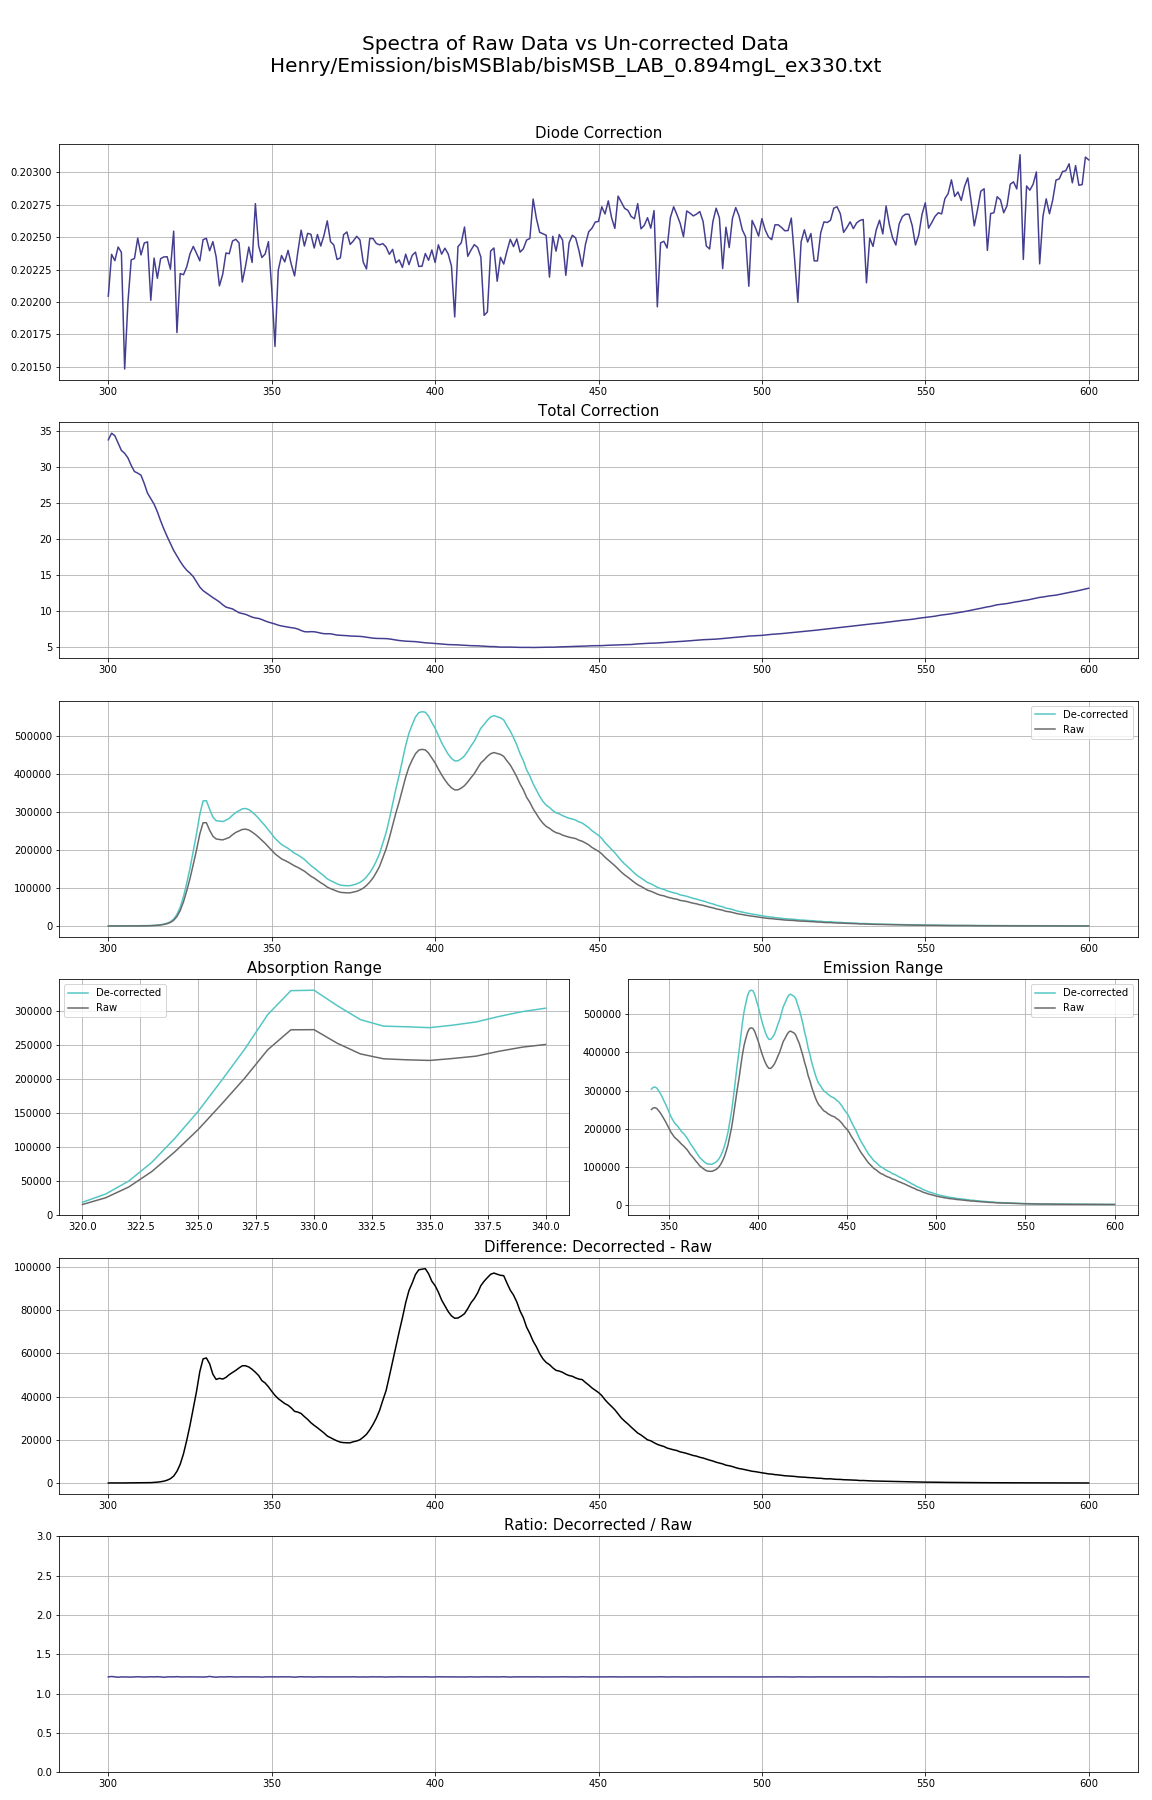 Spectra of Raw Data vs Un-corrected Data
Henry/Emission/bisMSBlab/bisMSB_LAB_0.894mgL_ex330.txt
Diode Correction
0.20300
0.20275
0.20250
0.20225
0.20200
0.20175
0.20150
300 350 400 450 500 550 600
Total Correction
35
30
25
20
15
10
5
300 350 400 450 500 550 600
De-corrected
Raw
500000
400000
300000
200000
100000
0
300 350 400 450 500 550 600
Absorption Range
De-corrected
Raw
300000
250000
200000
150000
100000
50000
0
320.0 322.5 325.0 327.5 330.0 332.5 335.0 337.5 340.0
Emission Range
De-corrected
Raw
500000
400000
300000
200000
100000
0
350 400 450 500 550 600
Difference: Decorrected - Raw
100000
80000
60000
40000
20000
0
300 350 400 450 500 550 600
Ratio: Decorrected / Raw
3.0
2.5
2.0
1.5
1.0
0.5
0.0
300 350 400 450 500 550 600